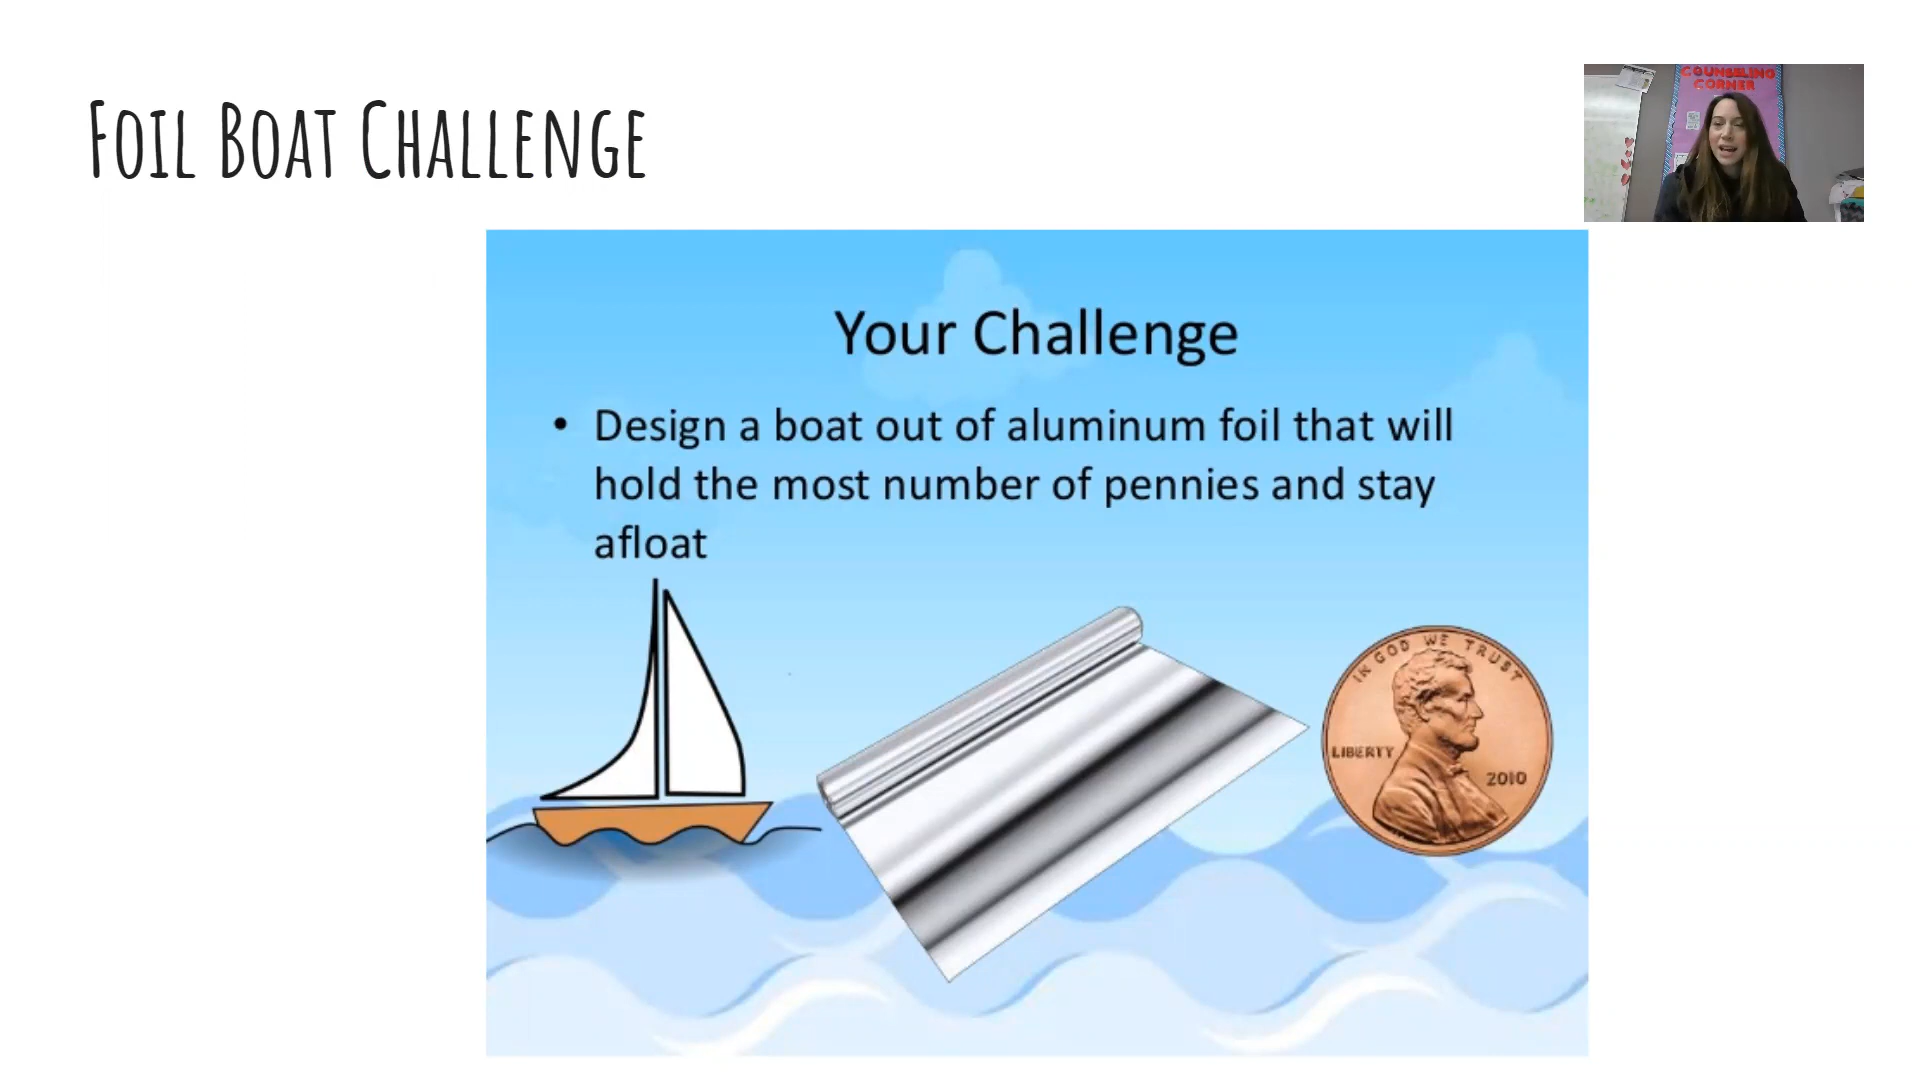 FOIL BOAT CHALLENGE
COUNSELING
CORNER
Your Challenge
• Design a boat out of aluminum foil that will
hold the most number of pennies and stay
afloat
IN GOD WE TRUST
LIBERTY
2010